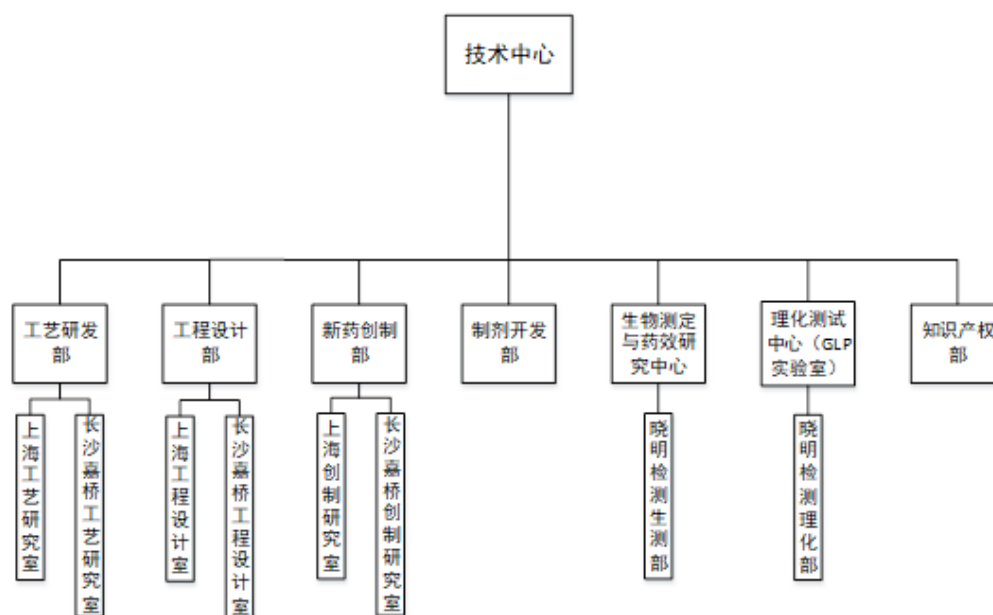 技术中心
工艺研发
部
工程设计
部
新药创制
部
制剂开发
部
生物测定
与药效研
究中心
理化测试
中心（GLP
实验室）
知识产权
部
上海工艺研究室
长沙嘉桥工艺研究室
上海工程设计室
长沙嘉桥工程设计室
上海创制研究室
长沙嘉桥创制研究室
晓明检测生测部
晓明检测理化部